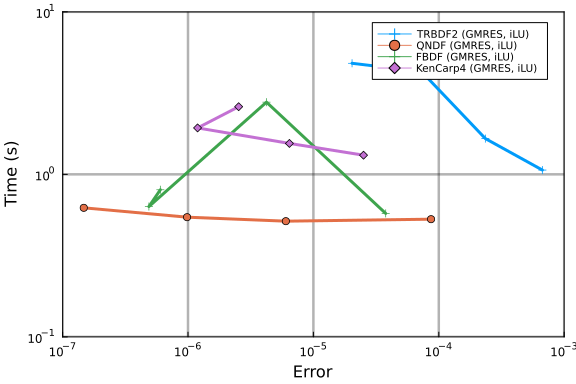 10¹
TRBDF2 (GMRES, iLU)
QNDF (GMRES, iLU)
FBDF (GMRES, iLU)
KenCarp4 (GMRES, iLU)
Time (s)
10⁰
10⁻¹
10⁻⁷ 10⁻⁶ 10⁻⁵ 10⁻⁴ 10⁻³
Error